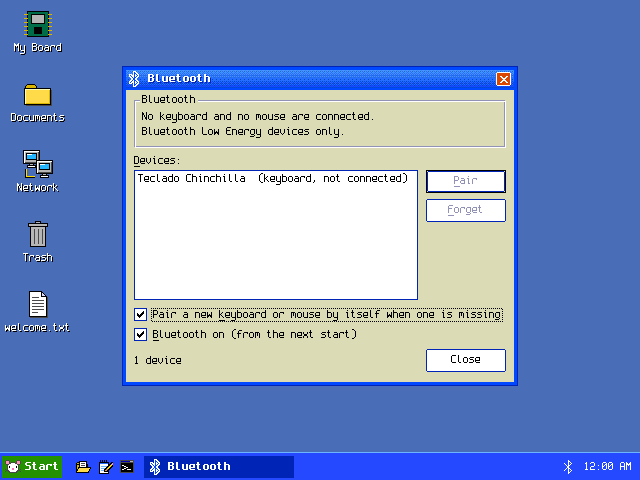 My Board
Documents
Network
Trash
welcome.txt
Bluetooth
Bluetooth
No keyboard and no mouse are connected.
Bluetooth Low Energy devices only.
Devices:
Teclado Chinchilla (keyboard, not connected)
Pair
Forget
Pair a new keyboard or mouse by itself when one is missing
Bluetooth on (from the next start)
1 device
Close
Start
Bluetooth
12:00 AM